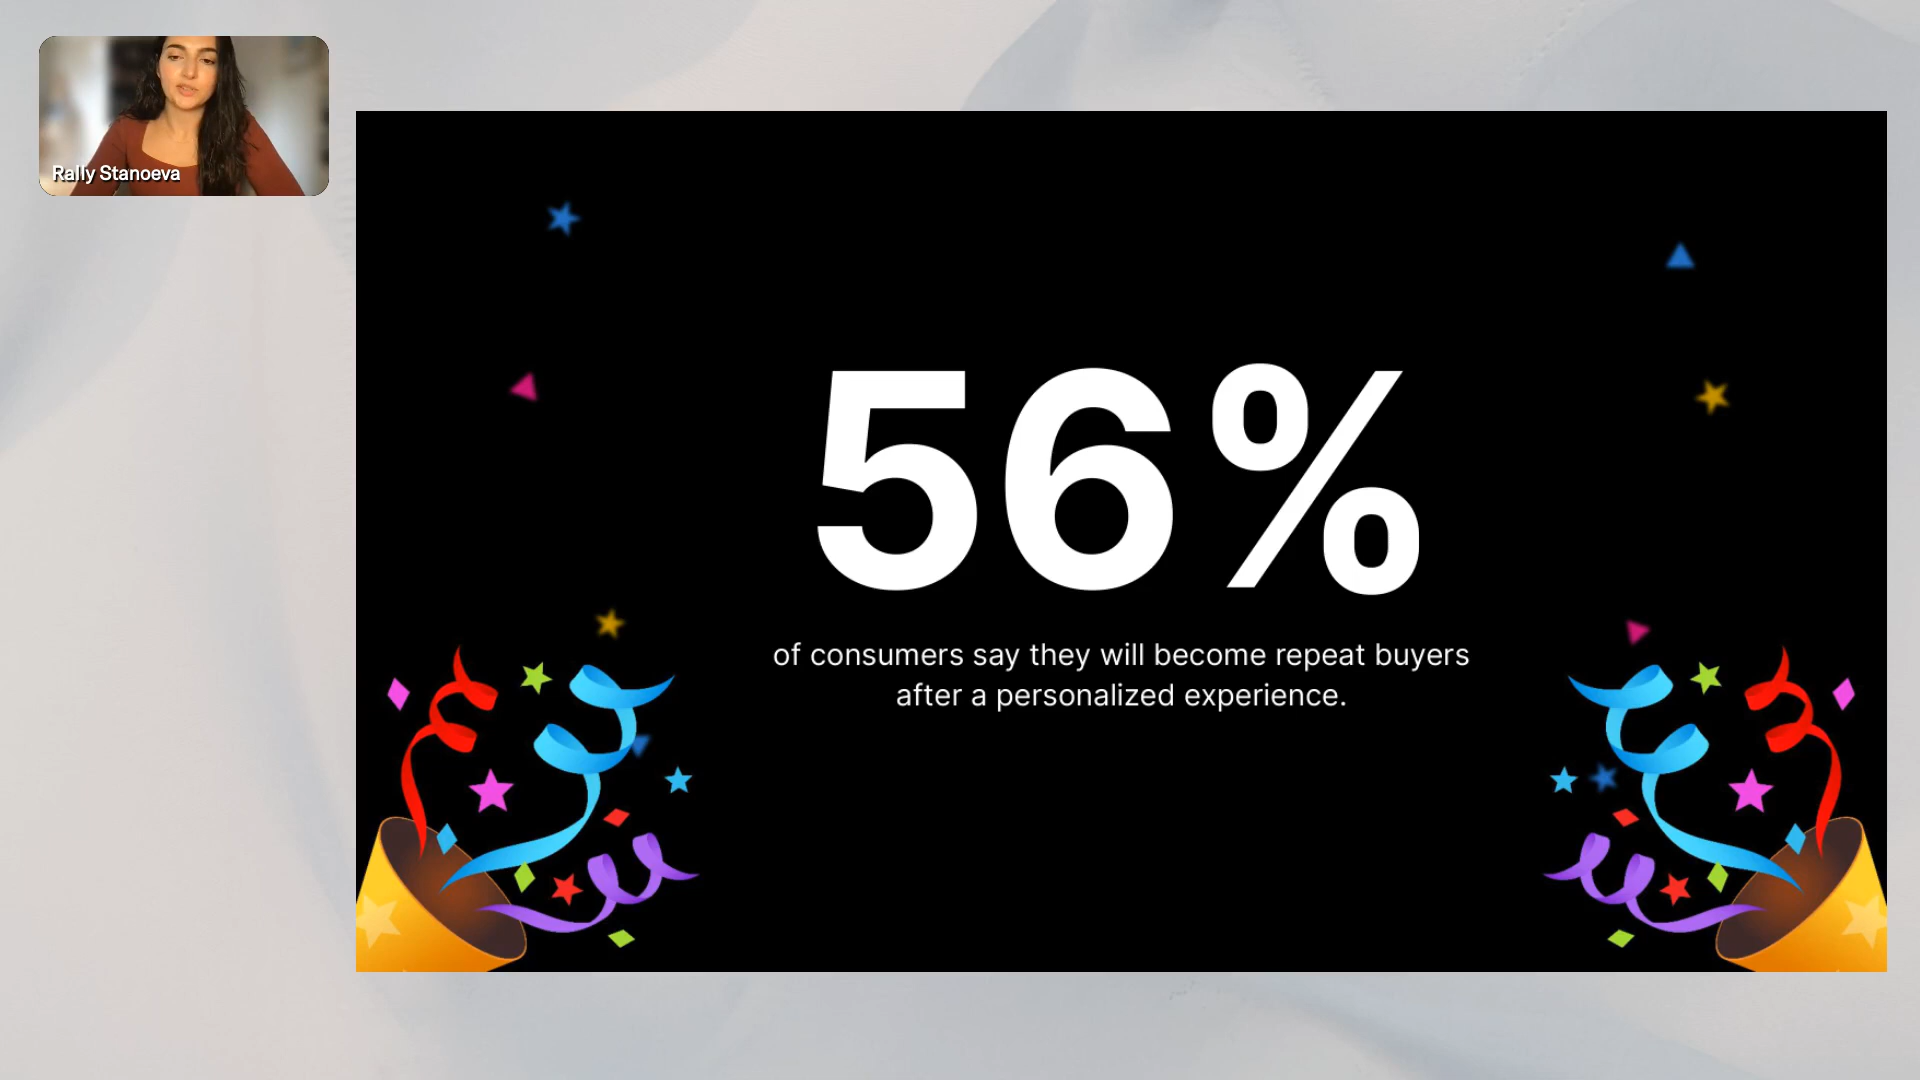 Rally Stanoeva
56%
of consumers say they will become repeat buyers
after a personalized experience.